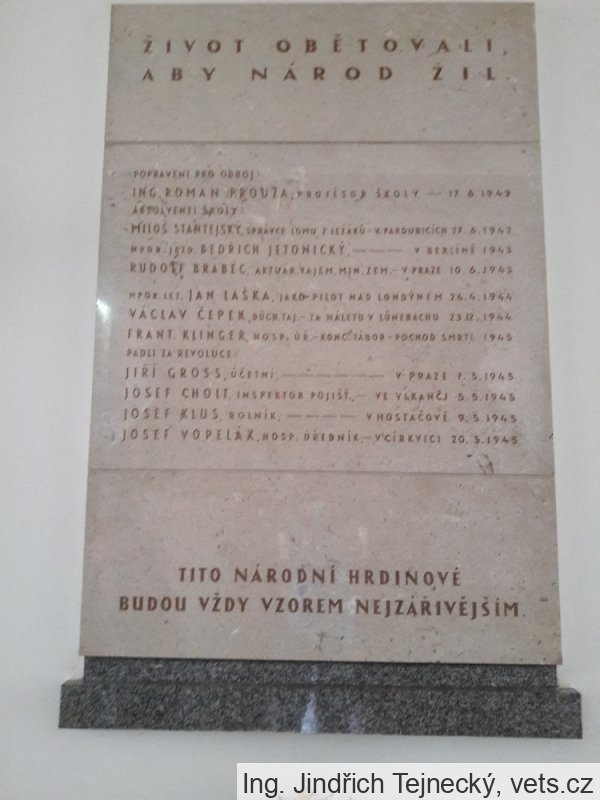 ŽIVOT OBĚTOVALI,
ABY NÁROD ŽIL
POPRAVENI PRO ODBOJ:
ING. ROMAN PROUZA, PROFESOR ŠKOLY, — 17.6.1942
ABSOLVENTI ŠKOLY:
MILOŠ STANTEJSKÝ, SPRÁVCE LOMU Z LEŽÁKŮ - V PARDUBICÍCH 27.6.1942
NPOR. JEZD. BEDŘICH JETONICKÝ, ——— V BERLÍNĚ 1943
RUDOLF BRABEC, AKTUÁR TAJEM. MIN. ZEM. - V PRAZE 10.6.1943
NPOR. LET. JAN LAŠKA, JAKO PILOT NAD LONDÝNEM 26.4.1944
VÁCLAV ČEPEK, DŮCH. TAJ. - ZA NÁLETU V LÜNEBACHU 23.12.1944
FRANT. KLINGER, HOSP. ÚŘ. - KONC. TÁBOR - POCHOD SMRTI 1945
PADLI ZA REVOLUCE:
JIŘÍ GROSS, ÚČETNÍ, ————— V PRAZE 7.5.1945
JOSEF CHOLT, INSPEKTOR POJIŠŤ., — VE VLKANČI 5.5.1945
JOSEF KLUS, ROLNÍK, ———— V HOSTAČOVĚ 9.5.1945
JOSEF VOPELÁK, HOSP. ÚŘEDNÍK, — V CÍRKVICI 20.5.1945
TITO NÁRODNÍ HRDINOVÉ
BUDOU VŽDY VZOREM NEJZÁŘIVĚJŠÍM.
Ing. Jindřich Tejnecký, vets.cz